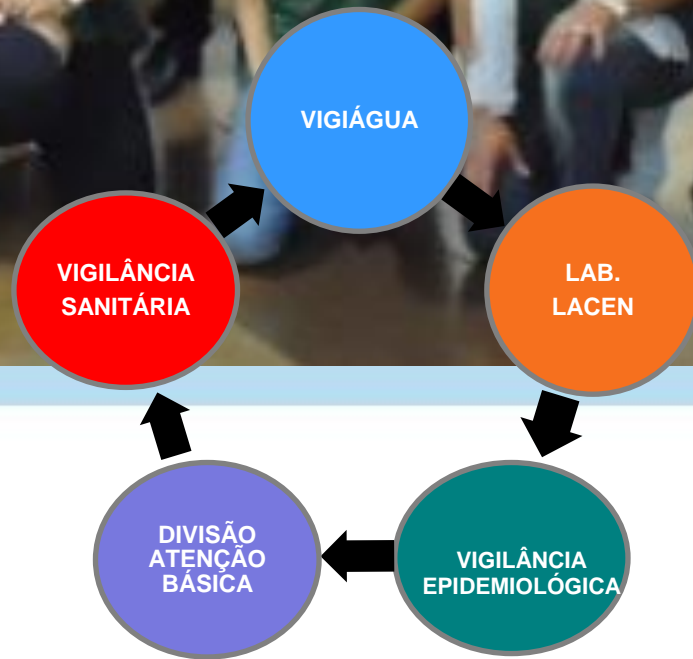 VIGIÁGUA
LAB.
LACEN
VIGILÂNCIA
EPIDEMIOLÓGICA
DIVISÃO
ATENÇÃO
BÁSICA
VIGILÂNCIA
SANITÁRIA